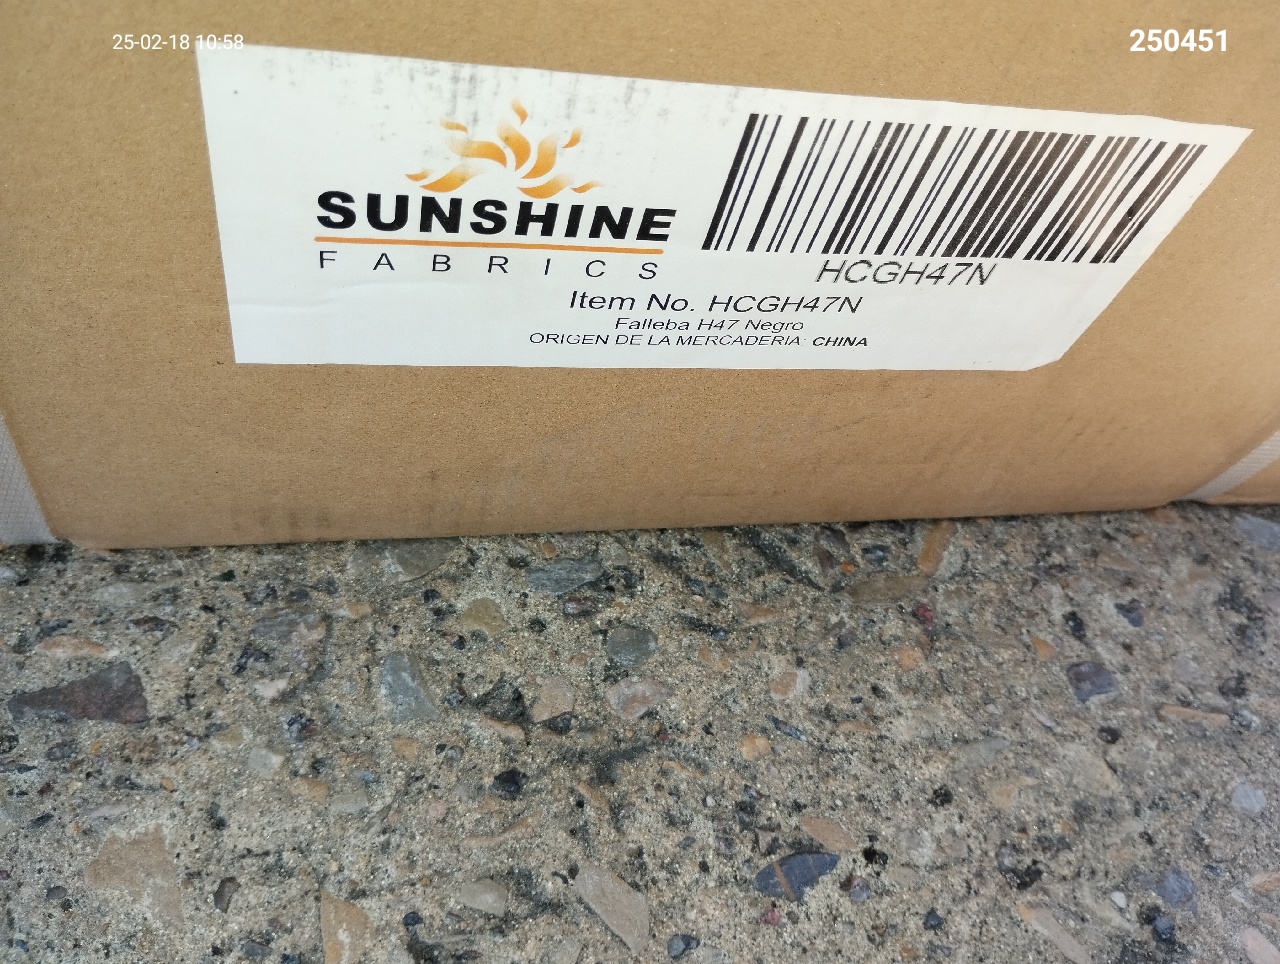 25-02-18 10:58
250451
SUNSHINE
FABRICS
HCGH47N
Item No. HCGH47N
Falleba H47 Negro
ORIGEN DE LA MERCADERIA: CHINA